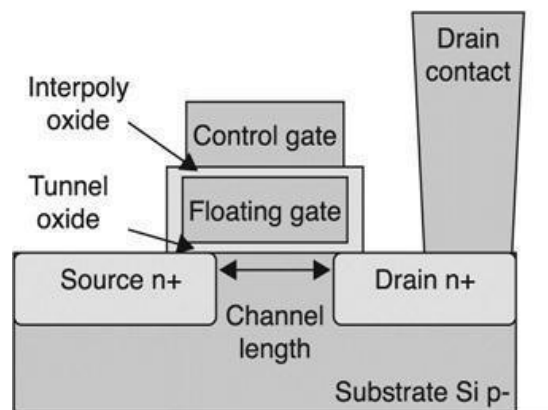 Drain
contact
Interpoly
oxide
Control gate
Tunnel
oxide
Floating gate
Source n+
Drain n+
Channel
length
Substrate Si p-